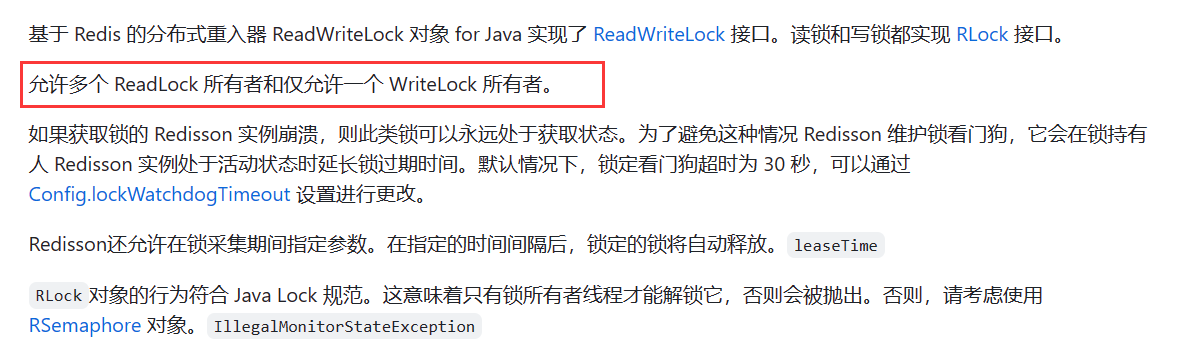 基于 Redis 的分布式重入器 ReadWriteLock 对象 for Java 实现了 ReadWriteLock 接口。读锁和写锁都实现 RLock 接口。
允许多个 ReadLock 所有者和仅允许一个 WriteLock 所有者。
如果获取锁的 Redisson 实例崩溃，则此类锁可以永远处于获取状态。为了避免这种情况 Redisson 维护锁看门狗，它会在锁持有
人 Redisson 实例处于活动状态时延长锁过期时间。默认情况下，锁定看门狗超时为 30 秒，可以通过
Config.lockWatchdogTimeout 设置进行更改。
Redisson还允许在锁采集期间指定参数。在指定的时间间隔后，锁定的锁将自动释放。leaseTime
RLock对象的行为符合 Java Lock 规范。这意味着只有锁所有者线程才能解锁它，否则会被抛出。否则，请考虑使用
RSemaphore 对象。IllegalMonitorStateException